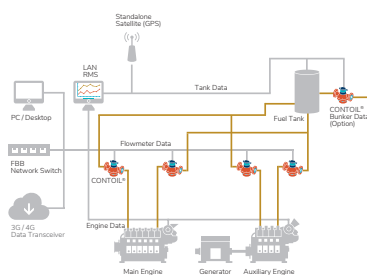 Standalone
Satellite (GPS)
LAN
RMS
Tank Data
PC / Desktop
Fuel Tank
CONTOIL®
Bunker Data
(Option)
Flowmeter Data
FBB
Network Switch
CONTOIL®
3G / 4G
Data Transceiver
Engine Data
Main Engine
Generator
Auxiliary Engine